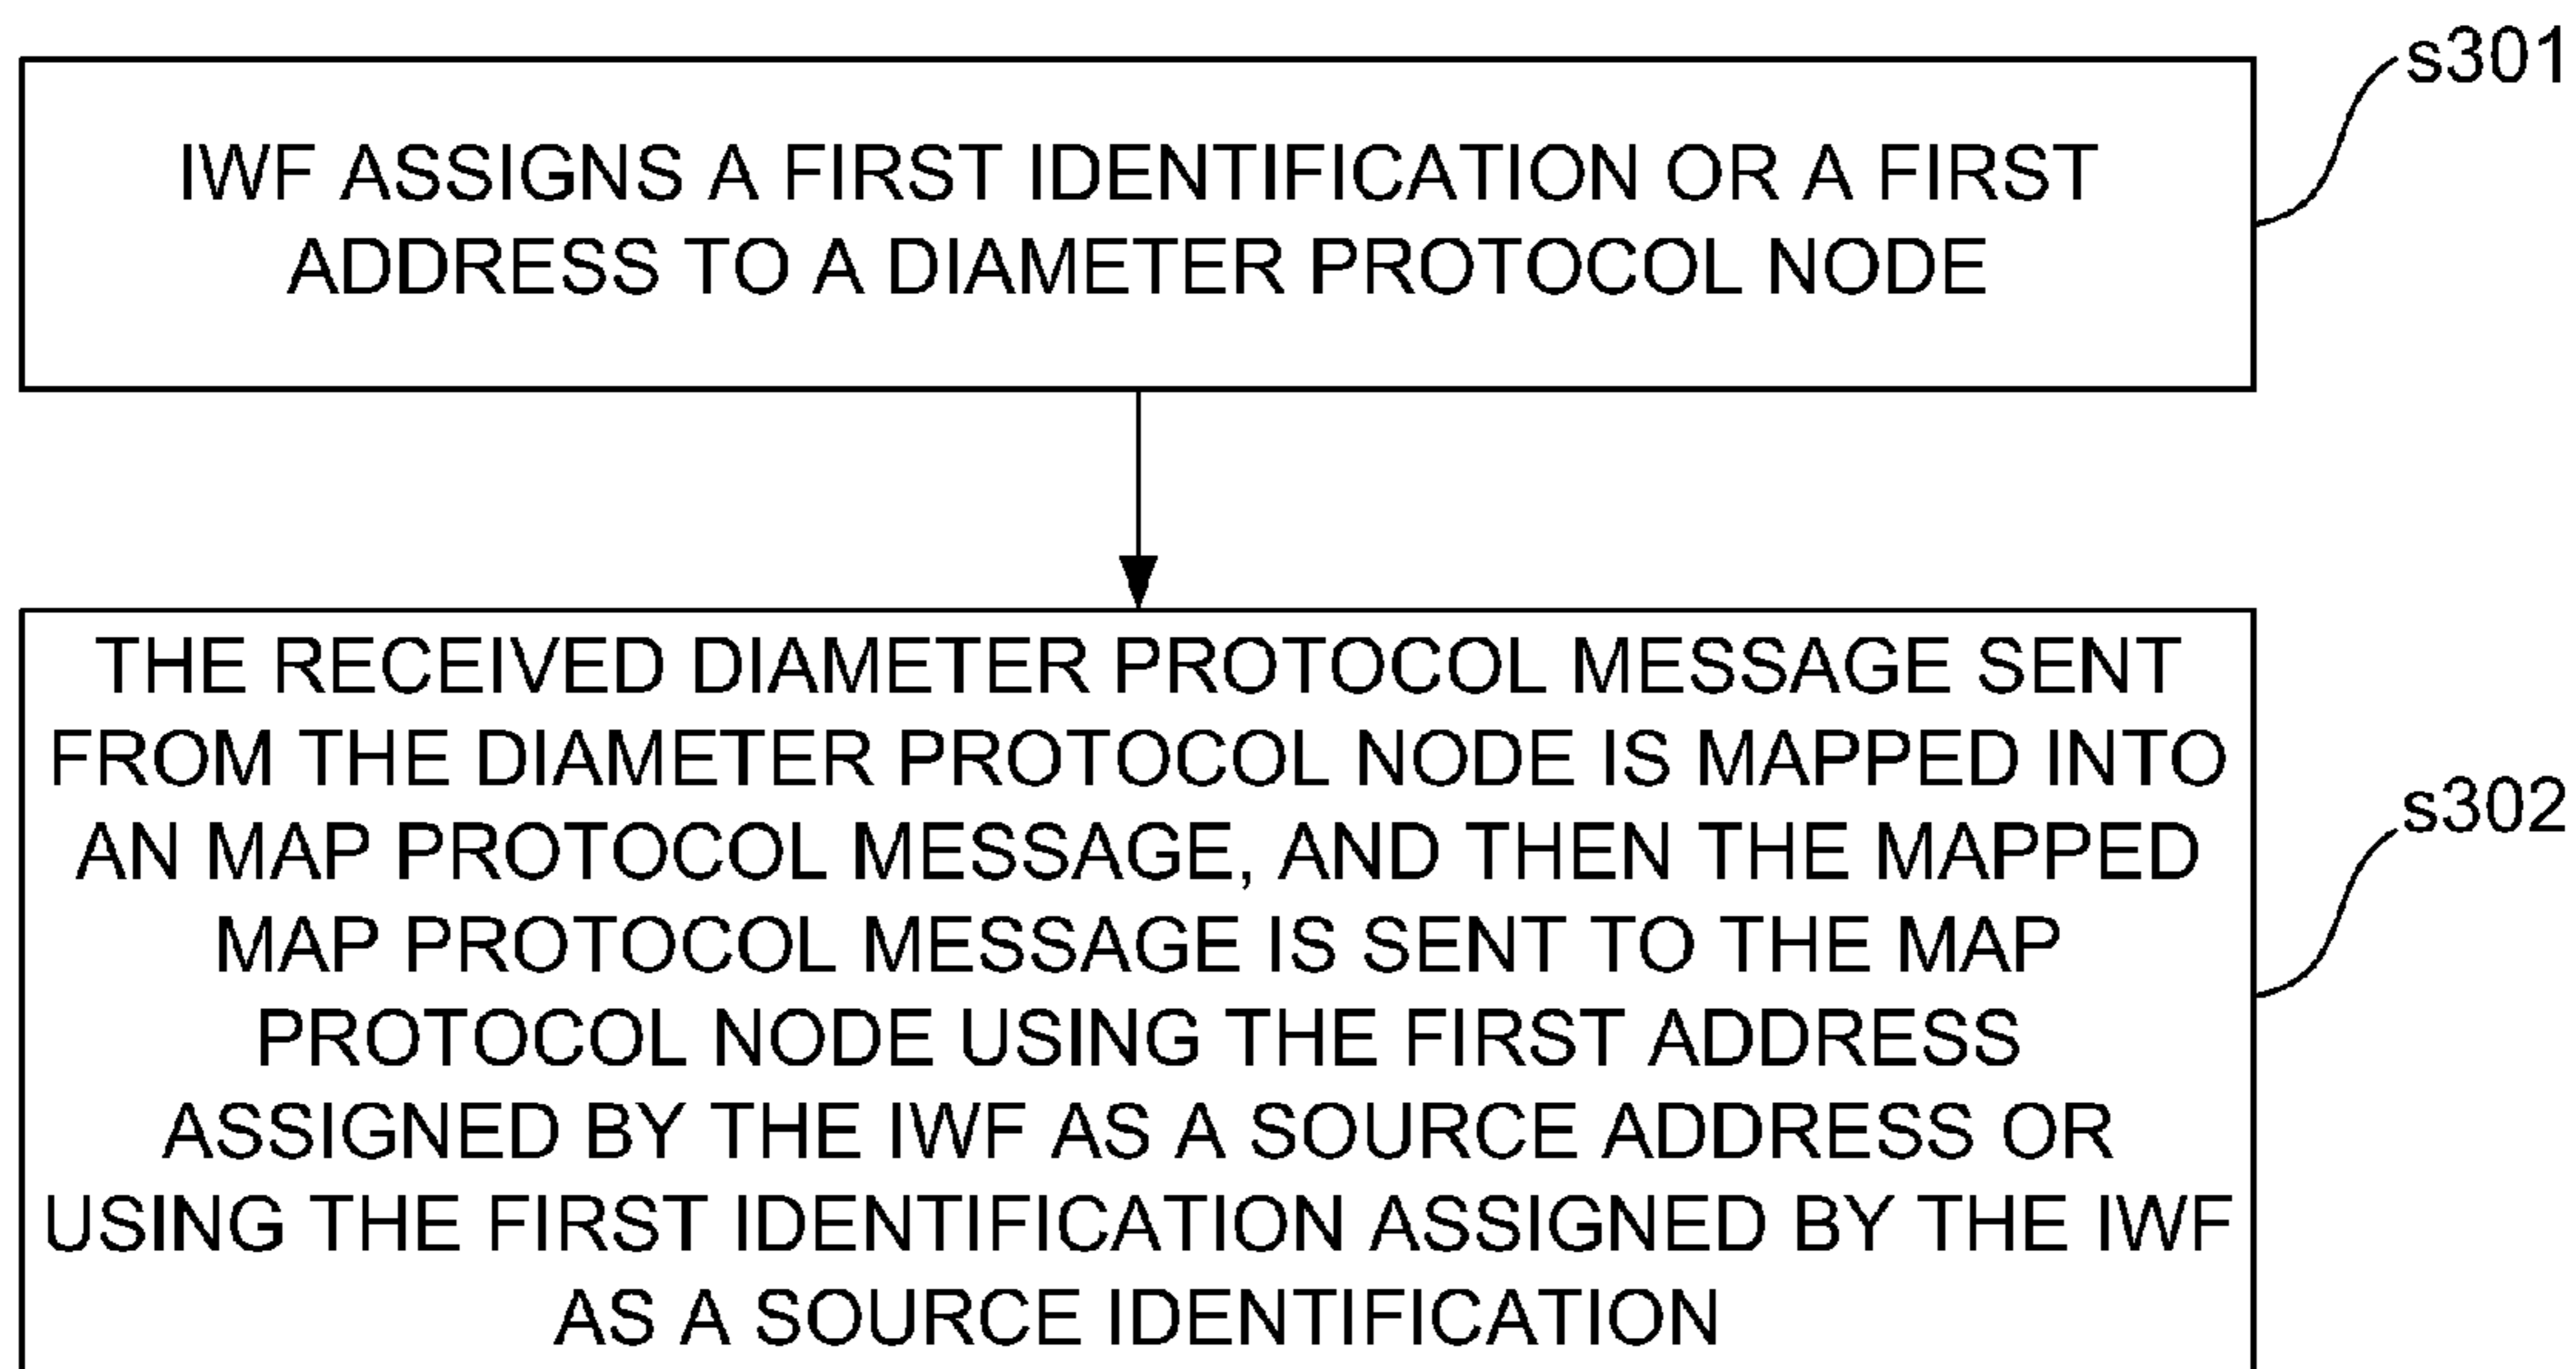 s301
IWF ASSIGNS A FIRST IDENTIFICATION OR A FIRST
ADDRESS TO A DIAMETER PROTOCOL NODE
THE RECEIVED DIAMETER PROTOCOL MESSAGE SENT
FROM THE DIAMETER PROTOCOL NODE IS MAPPED INTO
AN MAP PROTOCOL MESSAGE, AND THEN THE MAPPED
MAP PROTOCOL MESSAGE IS SENT TO THE MAP
PROTOCOL NODE USING THE FIRST ADDRESS
ASSIGNED BY THE IWF AS A SOURCE ADDRESS OR
USING THE FIRST IDENTIFICATION ASSIGNED BY THE IWF
AS A SOURCE IDENTIFICATION
s302